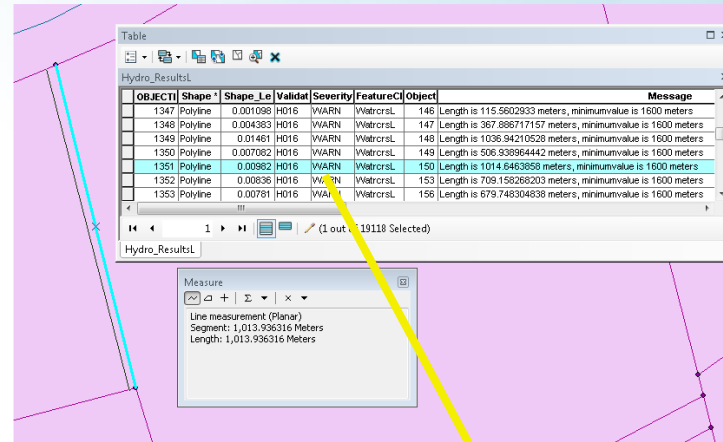 Table
Hydro_ResultsL
OBJECTI Shape * Shape_Le Validat Severity FeatureCl Object Message
1347 Polyline 0.001098 H016 WARN WatrcrsL 146 Length is 115.5602933 meters, minimumvalue is 1600 meters
1348 Polyline 0.004383 H016 WARN WatrcrsL 147 Length is 367.886717157 meters, minimumvalue is 1600 meters
1349 Polyline 0.01461 H016 WARN WatrcrsL 148 Length is 1036.94210528 meters, minimumvalue is 1600 meters
1350 Polyline 0.007082 H016 WARN WatrcrsL 149 Length is 506.938964442 meters, minimumvalue is 1600 meters
1351 Polyline 0.00982 H016 WARN WatrcrsL 150 Length is 1014.6463858 meters, minimumvalue is 1600 meters
1352 Polyline 0.00836 H016 WARN WatrcrsL 153 Length is 709.158268203 meters, minimumvalue is 1600 meters
1353 Polyline 0.00781 H016 WARN WatrcrsL 156 Length is 679.748304838 meters, minimumvalue is 1600 meters
1 (1 out of 19118 Selected)
Hydro_ResultsL
Measure
Line measurement (Planar)
Segment: 1,013.936316 Meters
Length: 1,013.936316 Meters